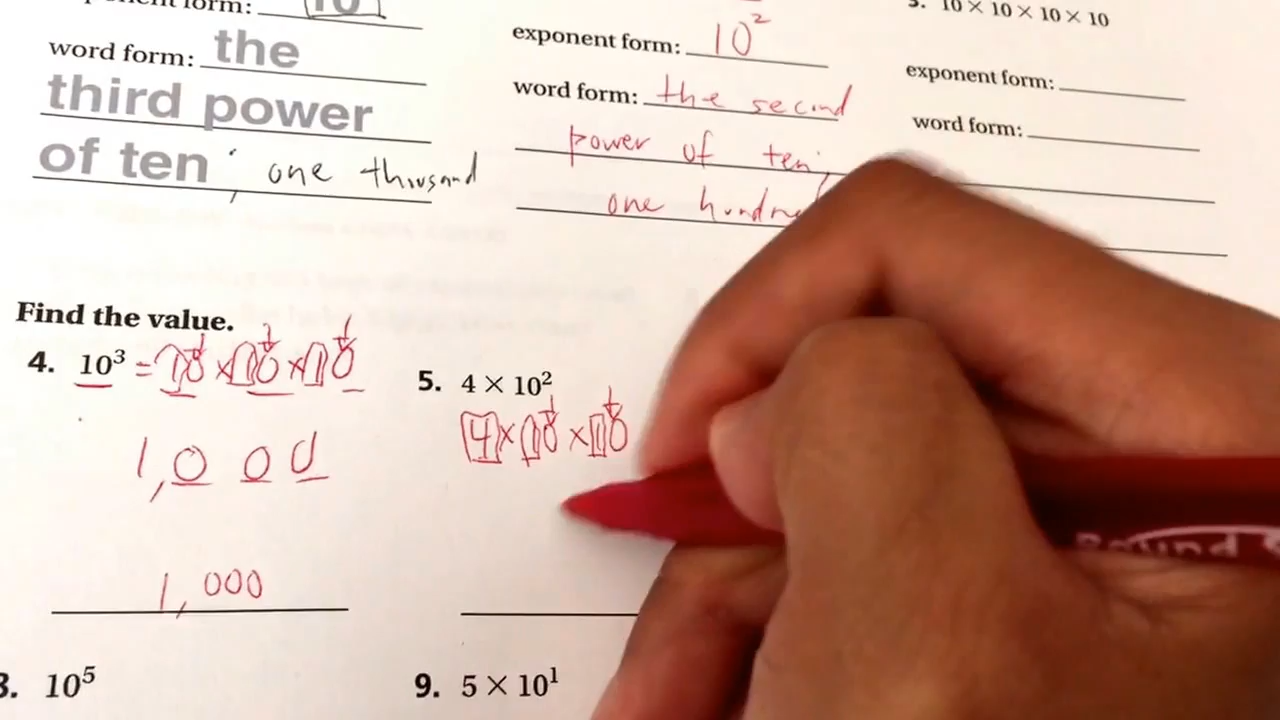 form:
word form: the
third power
of ten ; one thousand
exponent form: 10²
word form: the second
power of ten;
one
3. 10 × 10 × 10 × 10
exponent form:
word form:
Find the value.
4. 10³ = 10 × 10 × 10
1,000
1,000
5. 4 × 10²
4 × 10 × 10
10⁵
9. 5 × 10¹